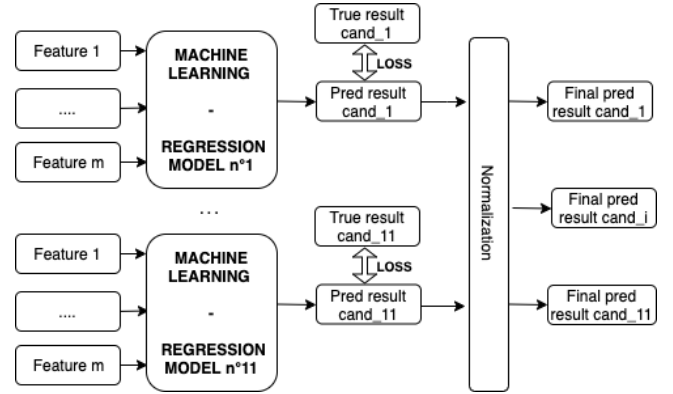 Feature 1
....
Feature m
MACHINE
LEARNING
-
REGRESSION
MODEL n°1
True result
cand_1
LOSS
Pred result
cand_1
...
Feature 1
....
Feature m
MACHINE
LEARNING
-
REGRESSION
MODEL n°11
True result
cand_11
LOSS
Pred result
cand_11
Normalization
Final pred
result cand_1
Final pred
result cand_i
Final pred
result cand_11